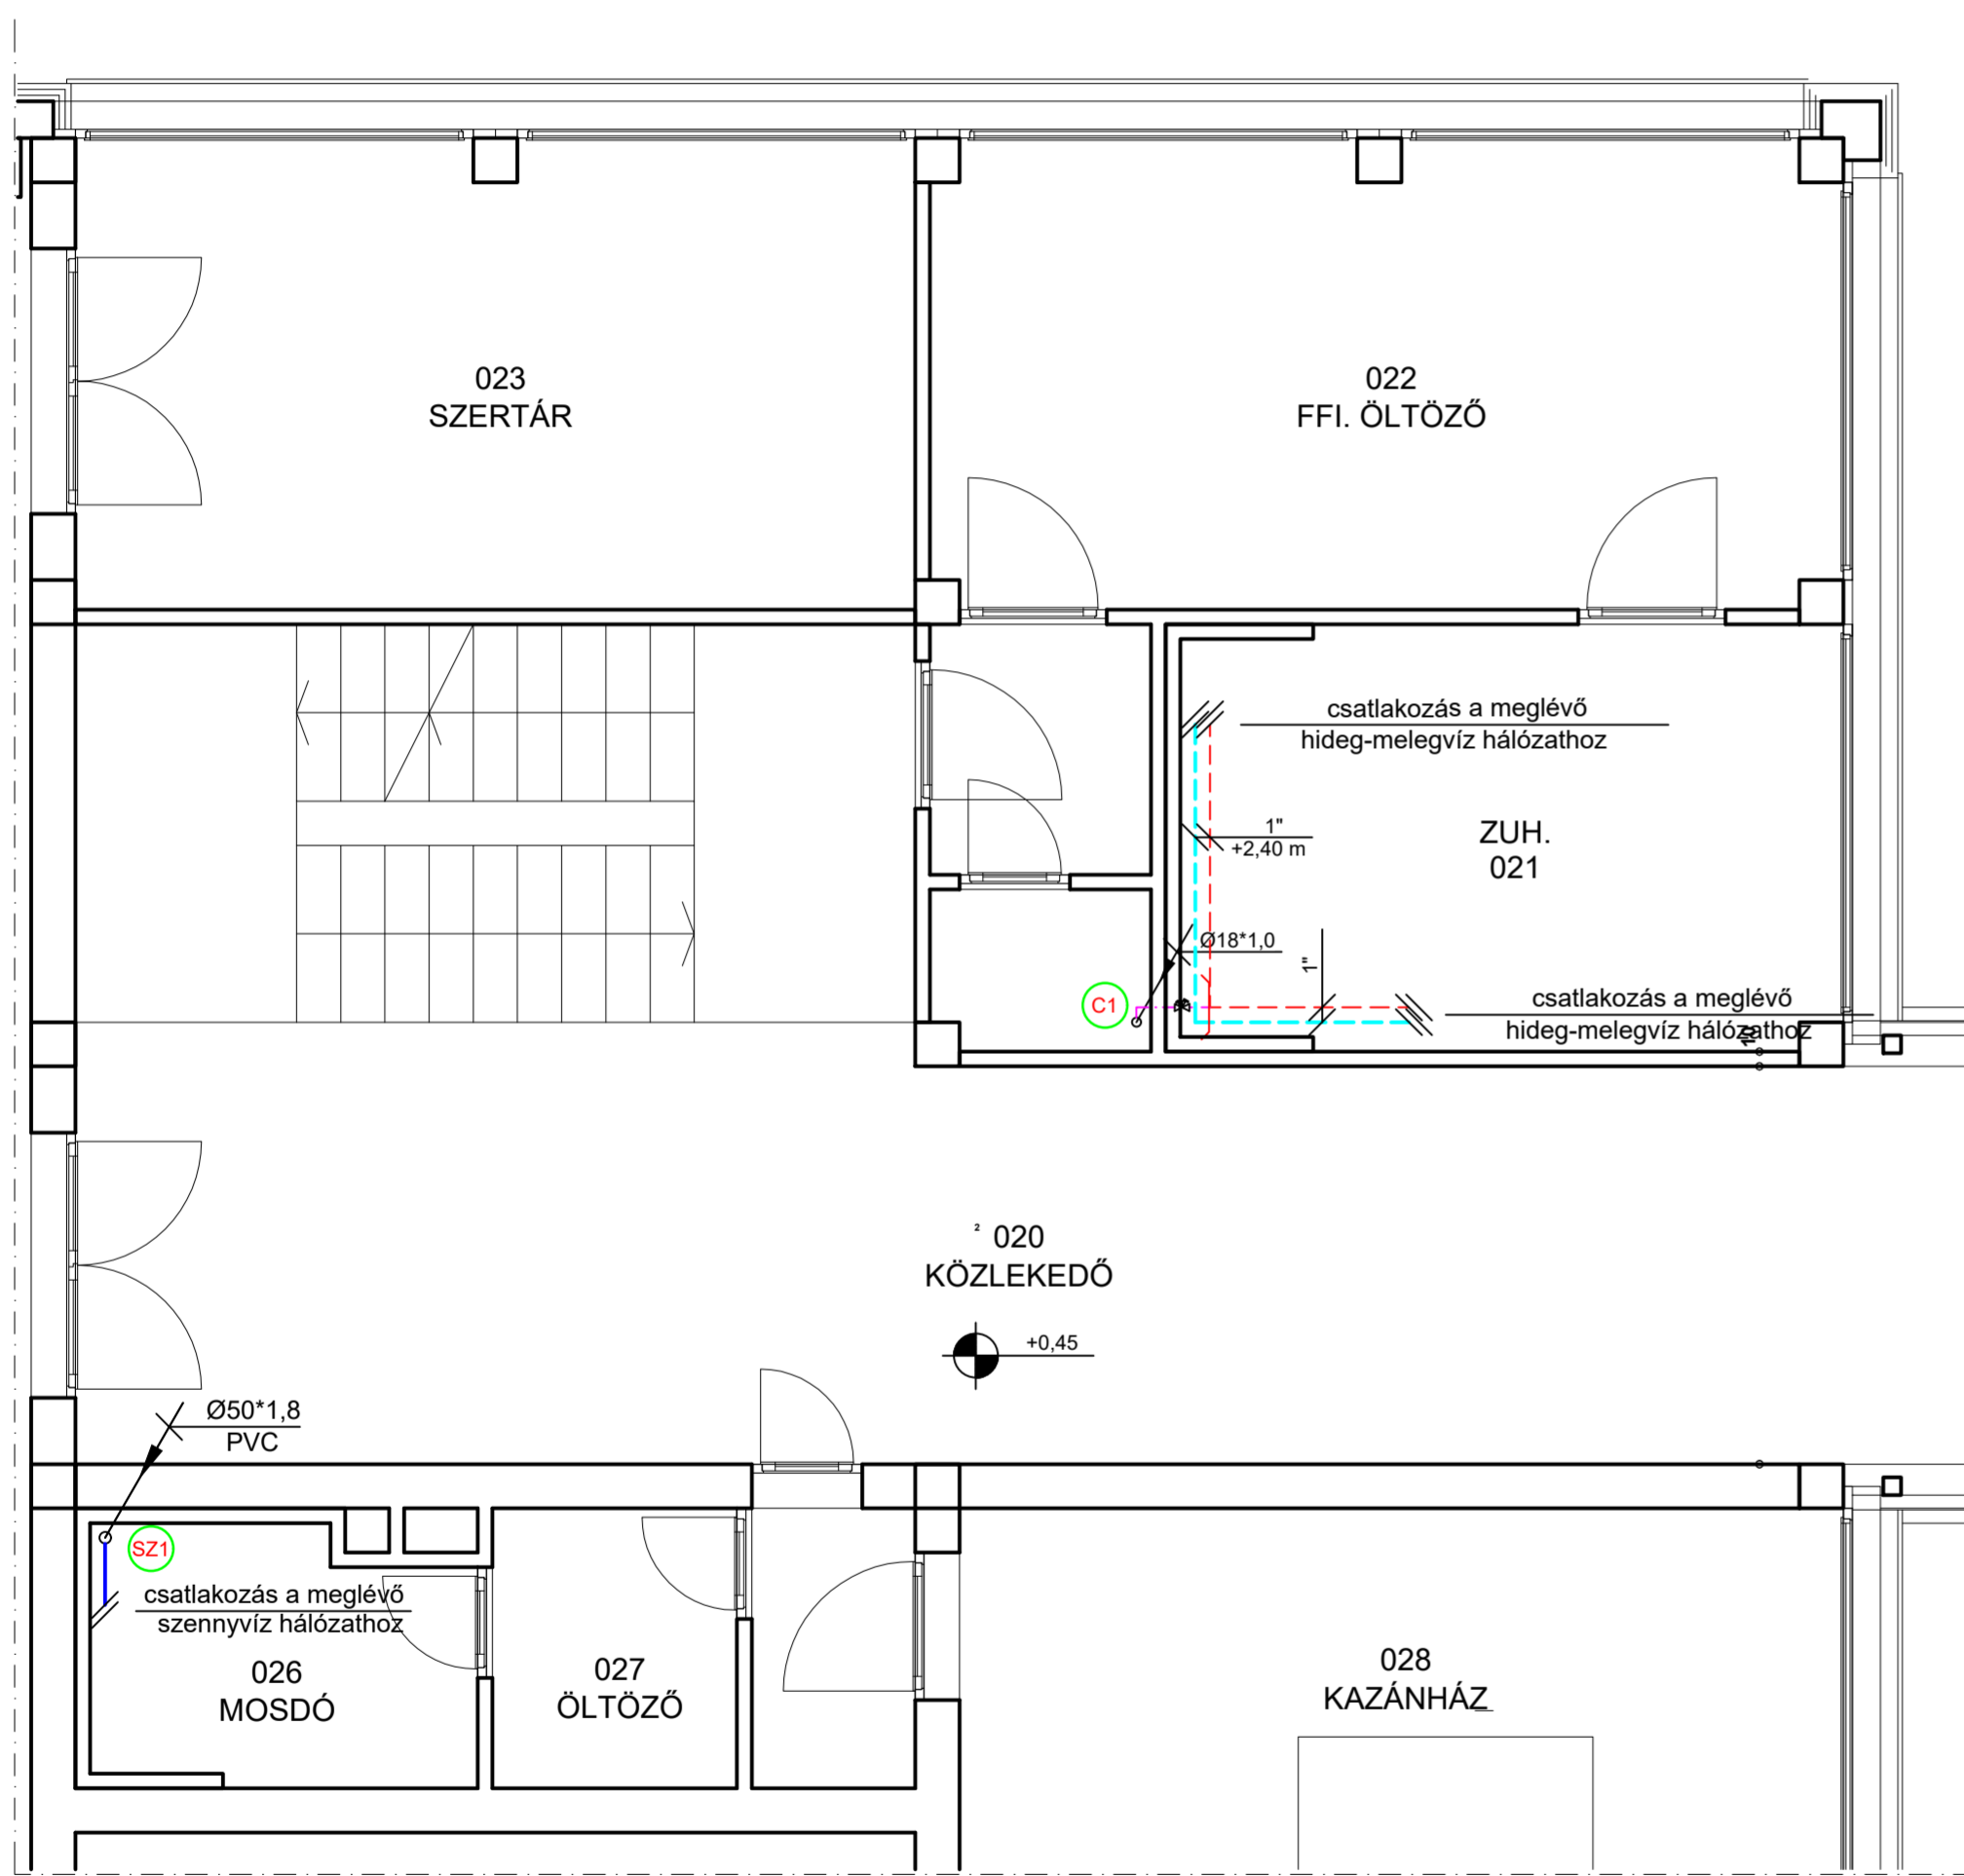 023
SZERTÁR
022
FFI. ÖLTÖZŐ
csatlakozás a meglévő
hideg-melegvíz hálózathoz
1"
+2,40 m
ZUH.
021
Ø18*1,0
1"
C1
csatlakozás a meglévő
hideg-melegvíz hálózathoz
10
² 020
KÖZLEKEDŐ
+0,45
Ø50*1,8
PVC
SZ1
csatlakozás a meglévő
szennyvíz hálózathoz
026
MOSDÓ
027
ÖLTÖZŐ
028
KAZÁNHÁZ